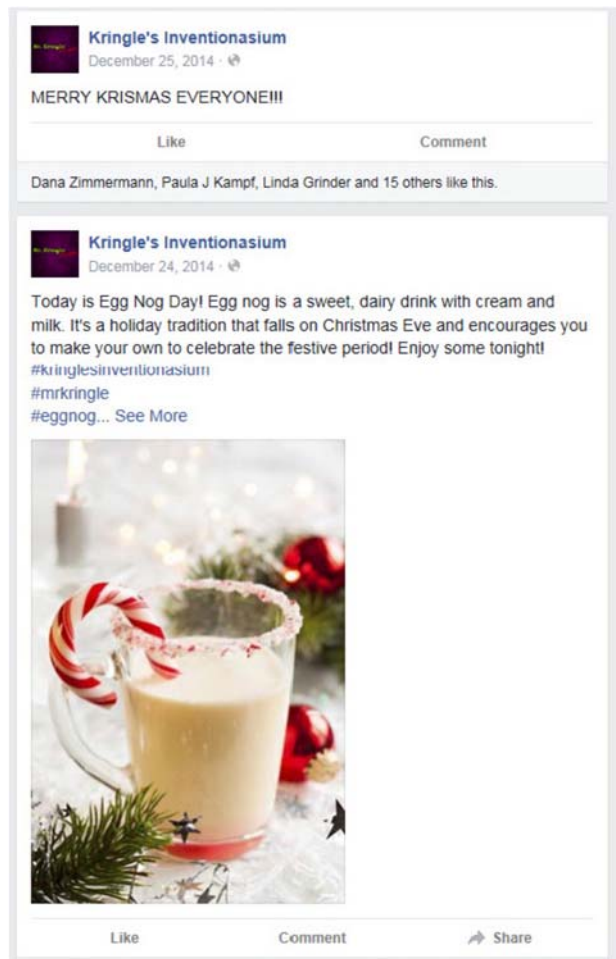 Kringle's Inventionasium
December 25, 2014 ·
MERRY KRISMAS EVERYONE!!!
Like Comment
Dana Zimmermann, Paula J Kampf, Linda Grinder and 15 others like this.
Kringle's Inventionasium
December 24, 2014 ·
Today is Egg Nog Day! Egg nog is a sweet, dairy drink with cream and
milk. It's a holiday tradition that falls on Christmas Eve and encourages you
to make your own to celebrate the festive period! Enjoy some tonight!
#kringlesinventionasium
#mrkringle
#eggnog... See More
Like Comment Share